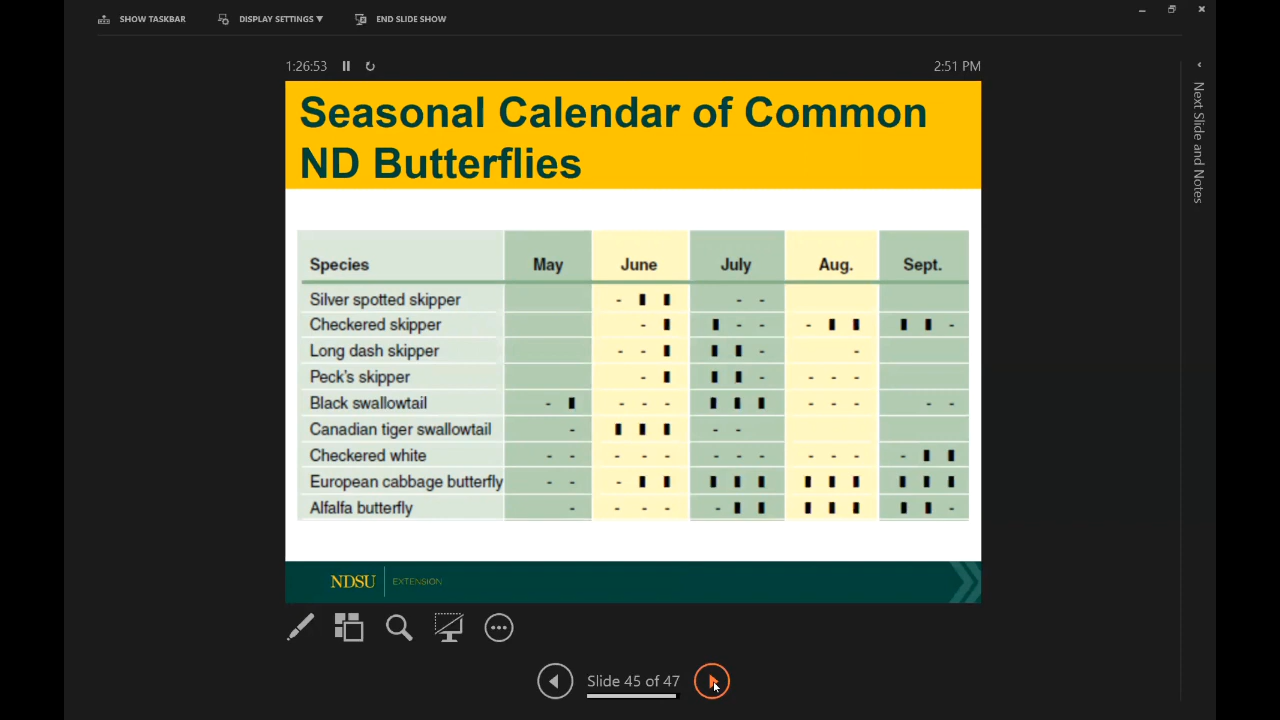 SHOW TASKBAR DISPLAY SETTINGS ▼ END SLIDE SHOW
1:26:53 2:51 PM
Seasonal Calendar of Common
ND Butterflies
Species May June July Aug. Sept.
Silver spotted skipper - ▮ ▮ - -
Checkered skipper - ▮ ▮ - - - ▮ ▮ ▮ ▮ -
Long dash skipper - - ▮ ▮ ▮ - -
Peck's skipper - ▮ ▮ ▮ - - - -
Black swallowtail - ▮ - - - ▮ ▮ ▮ - - - - -
Canadian tiger swallowtail - ▮ ▮ ▮ - -
Checkered white - - - - - - - - - - - - ▮ ▮
European cabbage butterfly - - - ▮ ▮ ▮ ▮ ▮ ▮ ▮ ▮ ▮ ▮ ▮
Alfalfa butterfly - - - - - ▮ ▮ ▮ ▮ ▮ ▮ ▮ -
NDSU EXTENSION
Slide 45 of 47
Next Slide and Notes